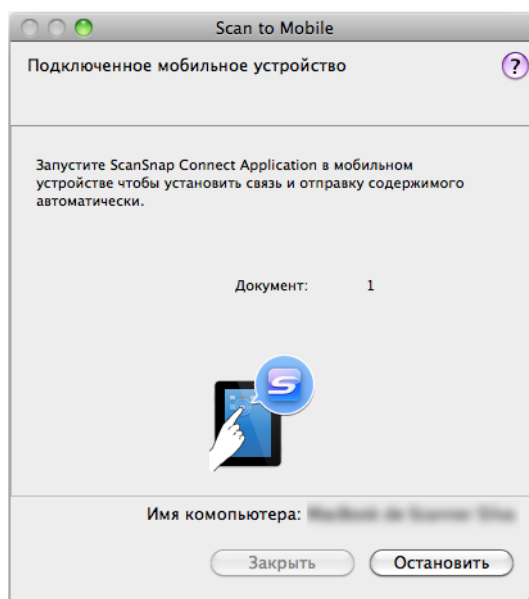 Scan to Mobile
Подключенное мобильное устройство
?
Запустите ScanSnap Connect Application в мобильном
устройстве чтобы установить связь и отправку содержимого
автоматически.
Документ: 1
S
Имя компьютера:
Закрыть Остановить